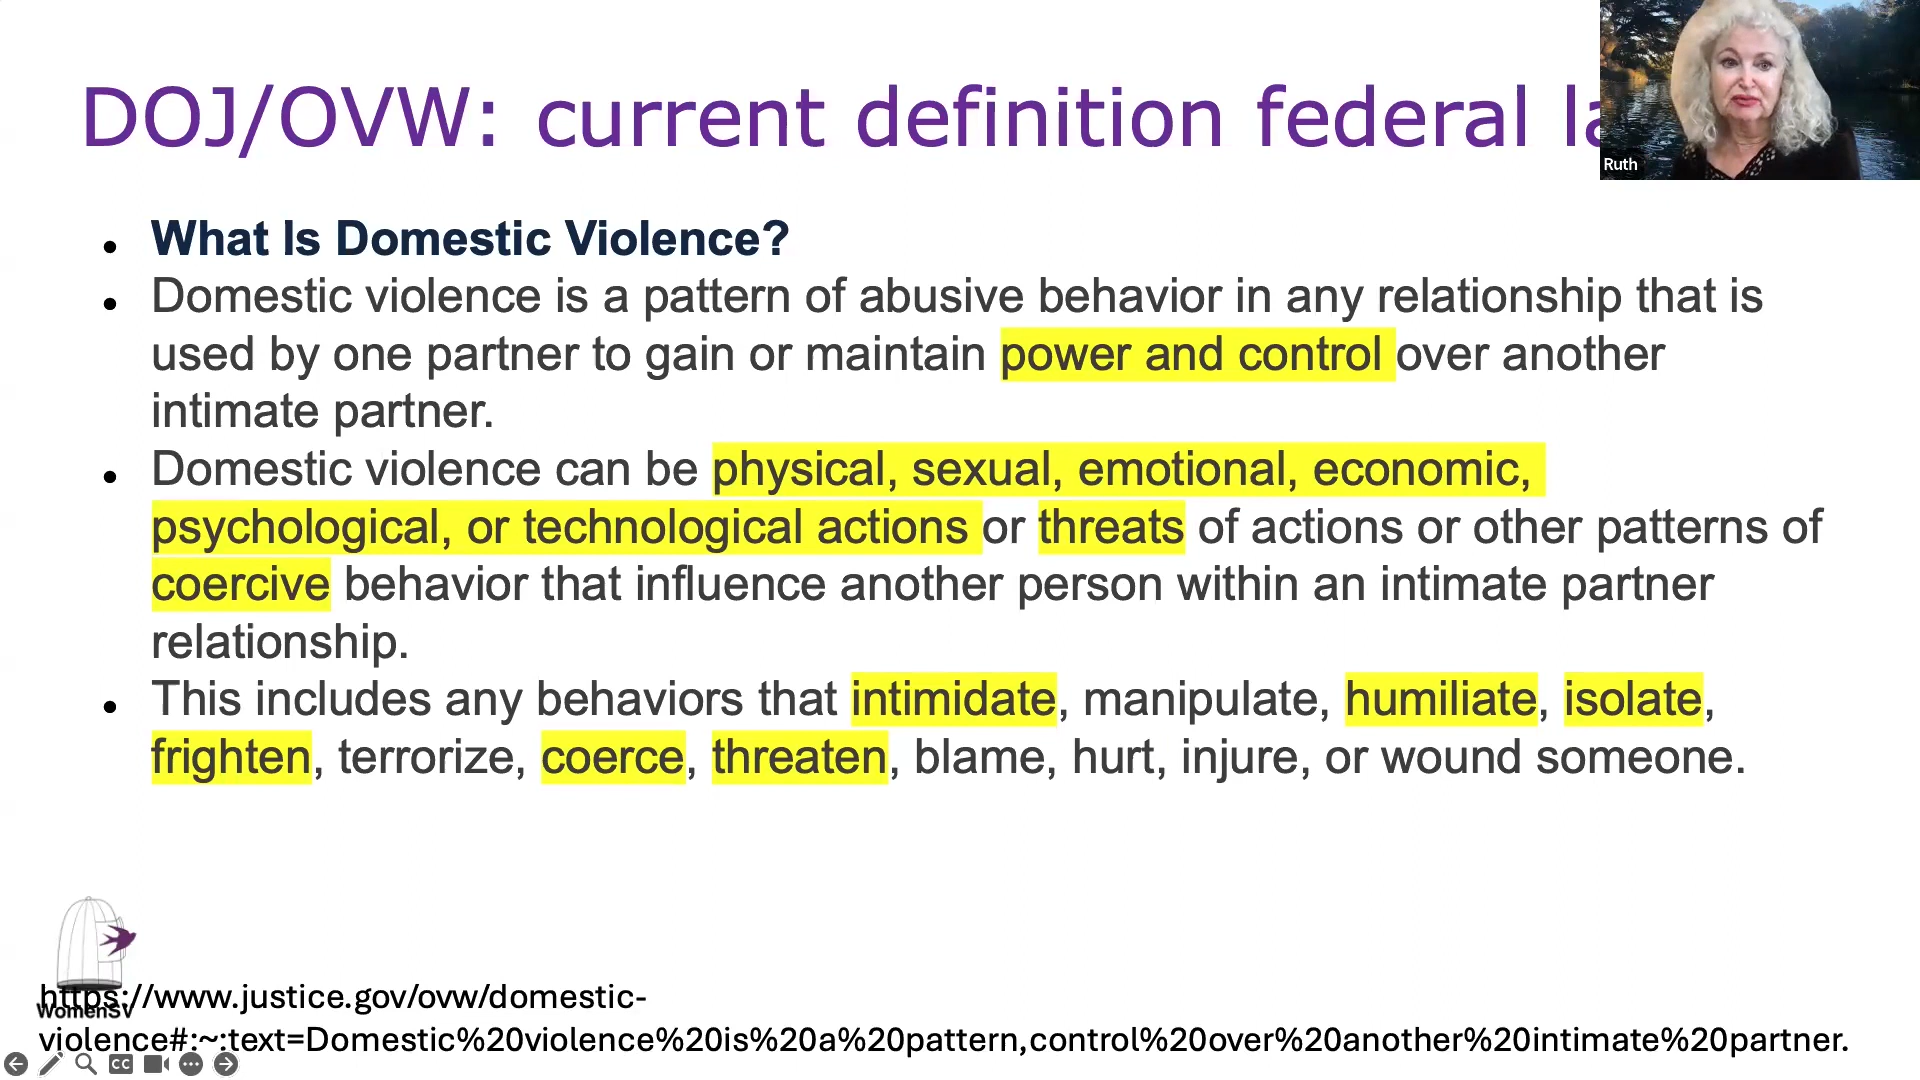 DOJ/OVW: current definition federal la
Ruth
What Is Domestic Violence?
Domestic violence is a pattern of abusive behavior in any relationship that is
used by one partner to gain or maintain power and control over another
intimate partner.
Domestic violence can be physical, sexual, emotional, economic,
psychological, or technological actions or threats of actions or other patterns of
coercive behavior that influence another person within an intimate partner
relationship.
This includes any behaviors that intimidate, manipulate, humiliate, isolate,
frighten, terrorize, coerce, threaten, blame, hurt, injure, or wound someone.
https://www.justice.gov/ovw/domestic-
WomenSV
violence#:~:text=Domestic%20violence%20is%20a%20pattern,control%20over%20another%20intimate%20partner.
CC